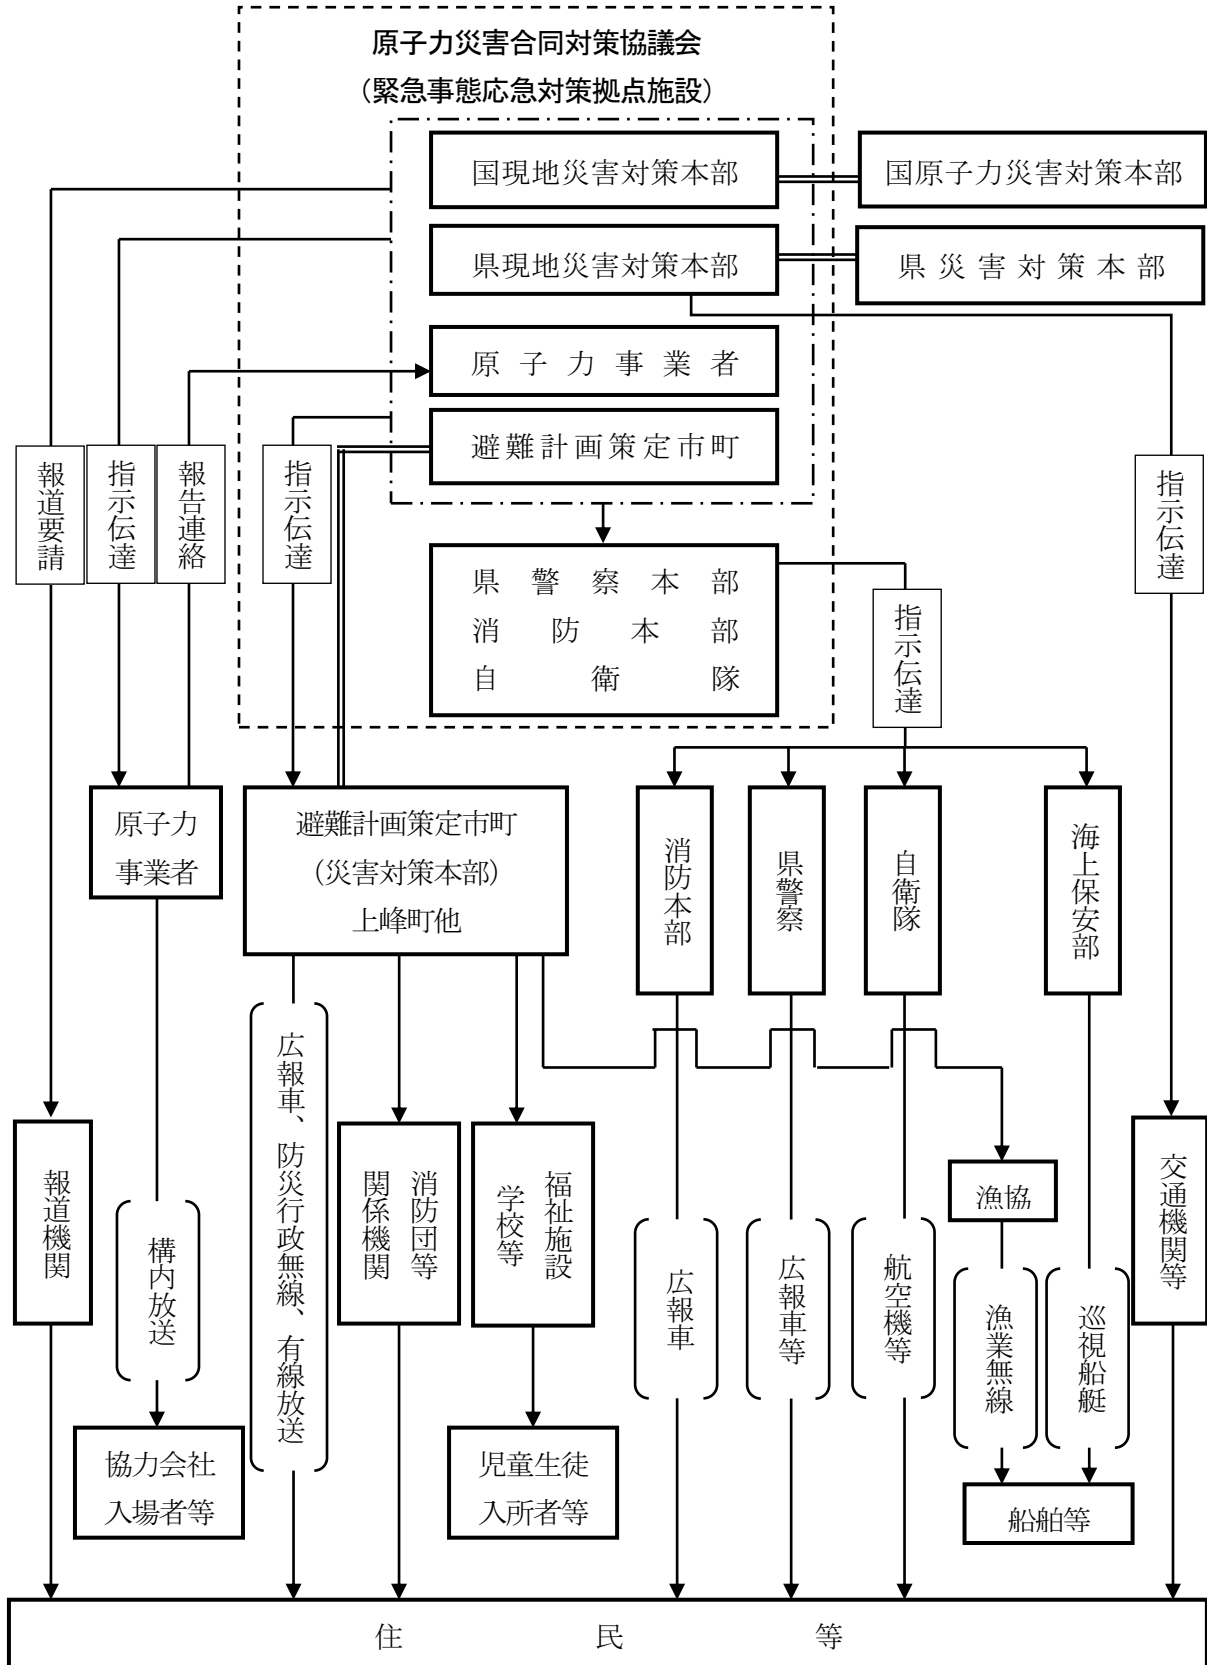 原子力災害合同対策協議会
（緊急事態応急対策拠点施設）
国現地災害対策本部
国原子力災害対策本部
県現地災害対策本部
県災害対策本部
原子力事業者
避難計画策定市町
報道要請
指示伝達
報告連絡
指示伝達
指示伝達
県警察本部
消防本部
自衛隊
指示伝達
原子力
事業者
避難計画策定市町
（災害対策本部）
上峰町他
消防本部
県警察
自衛隊
海上保安部
報道機関
構内放送
広報車、防災行政無線、有線放送
消防団等
関係機関
福祉施設
学校等
広報車
広報車等
航空機等
漁協
漁業無線
巡視船艇
交通機関等
協力会社
入場者等
児童生徒
入所者等
船舶等
住民等